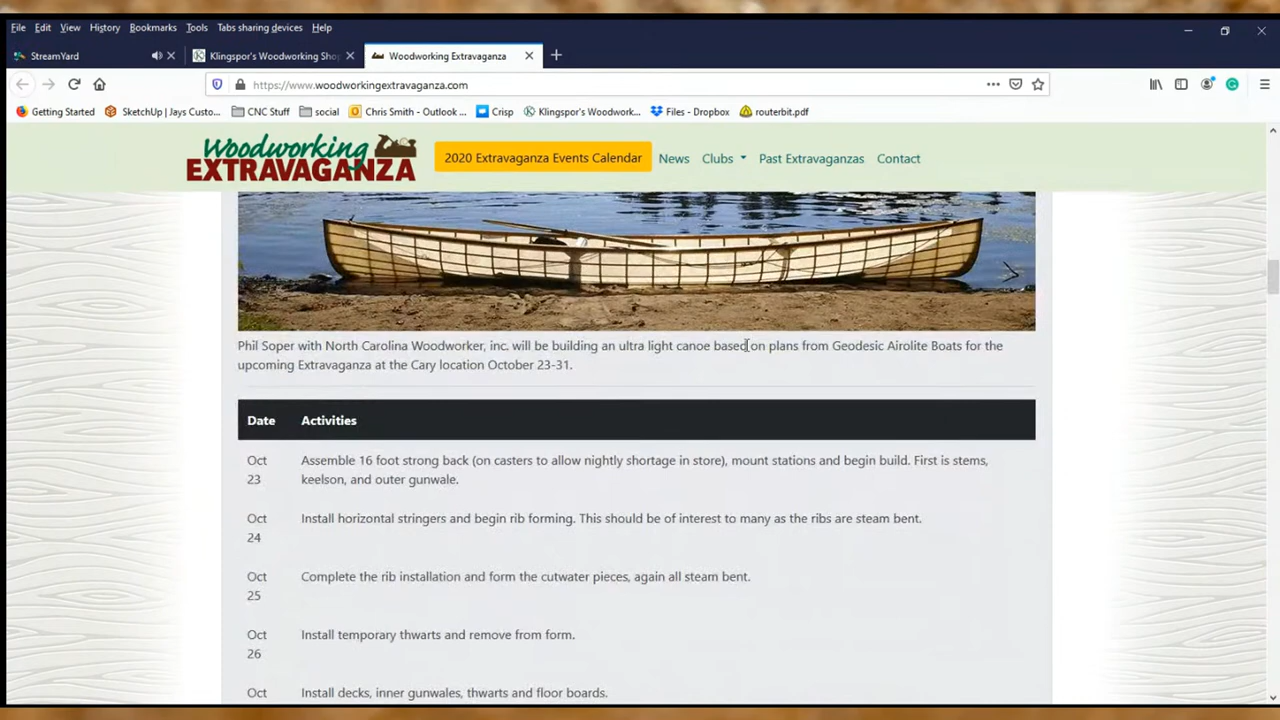 File Edit View History Bookmarks Tools Tabs sharing devices Help
StreamYard Klingspor's Woodworking Sho Woodworking Extravaganza
https://www.woodworkingextravaganza.com
Getting Started SketchUp | Jays Custo... CNC Stuff social Chris Smith - Outlook ... Crisp Klingspor's Woodwork... Files - Dropbox routerbit.pdf
Woodworking
EXTRAVAGANZA
2020 Extravaganza Events Calendar News Clubs Past Extravaganzas Contact
Phil Soper with North Carolina Woodworker, inc. will be building an ultra light canoe based on plans from Geodesic Airolite Boats for the
upcoming Extravaganza at the Cary location October 23-31.
Date Activities
Oct 23 Assemble 16 foot strong back (on casters to allow nightly shortage in store), mount stations and begin build. First is stems,
keelson, and outer gunwale.
Oct 24 Install horizontal stringers and begin rib forming. This should be of interest to many as the ribs are steam bent.
Oct 25 Complete the rib installation and form the cutwater pieces, again all steam bent.
Oct 26 Install temporary thwarts and remove from form.
Oct Install decks, inner gunwales, thwarts and floor boards.